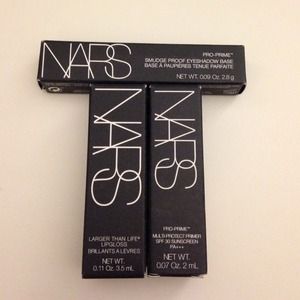 NARS
PRO-PRIME™
SMUDGE PROOF EYESHADOW BASE
BASE À PAUPIÈRES TENUE PARFAITE
NET WT. 0.09 Oz. 2.8 g
NARS
LARGER THAN LIFE®
LIPGLOSS
BRILLANTS A LEVRES
NET WT.
0.11 Oz. 3.5 mL
NARS
PRO-PRIME™
MULTI-PROTECT PRIMER
SPF 30 SUNSCREEN
PA+++
NET WT.
0.07 Oz. 2 mL